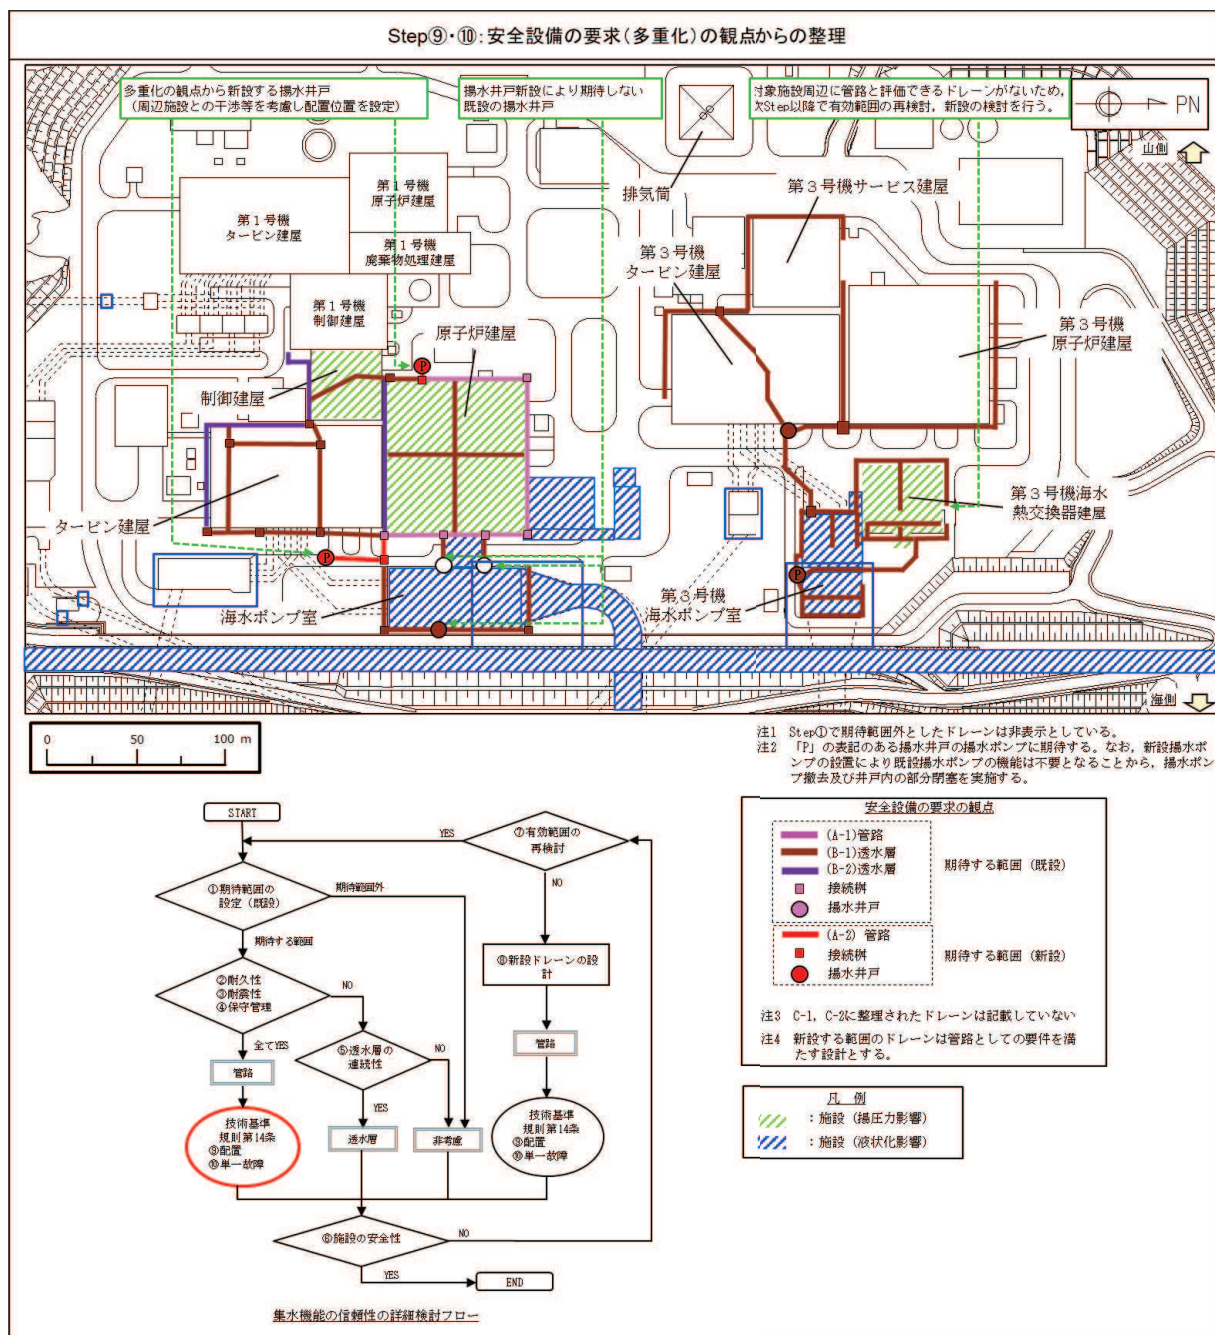 Step⑨・⑩：安全設備の要求（多重化）の観点からの整理
多重化の観点から新設する揚水井戸
（周辺施設との干渉等を考慮し配置位置を設定）
揚水井戸新設により期待しない
既設の揚水井戸
対象施設周辺に管路と評価できるドレーンがないため，
次Step以降で有効範囲の再検討，新設の検討を行う。
PN
山側
排気筒
第３号機サービス建屋
第１号機
原子炉建屋
第１号機
タービン建屋
第１号機
廃棄物処理建屋
第３号機
タービン建屋
第１号機
制御建屋
原子炉建屋
第３号機
原子炉建屋
P
制御建屋
タービン建屋
第３号機海水
熱交換器建屋
P
P
海水ポンプ室
第３号機
海水ポンプ室
海側
0 50 100 m
注1 Step①で期待範囲外としたドレーンは非表示としている。
注2 「P」の表記のある揚水井戸の揚水ポンプに期待する。なお，新設揚水ポ
ンプの設置により既設揚水ポンプの機能は不要となることから，揚水ポン
プ撤去及び井戸内の部分閉塞を実施する。
安全設備の要求の観点
(A-1)管路
(B-1)透水層
(B-2)透水層
接続桝
揚水井戸
期待する範囲（既設）
(A-2) 管路
接続桝
揚水井戸
期待する範囲（新設）
注3 C-1，C-2に整理されたドレーンは記載していない
注4 新設する範囲のドレーンは管路としての要件を満
たす設計とする。
凡 例
：施設（揚圧力影響）
：施設（液状化影響）
START
YES
⑦有効範囲の
再検討
NO
①期待範囲の
設定（既設）
期待範囲外
期待する範囲
⑧新設ドレーンの設
計
②耐久性
③耐震性
④保守管理
NO
全てYES
⑤透水層の
連続性
NO
管路
管路
YES
技術基準
規則第14条
⑨配置
⑩単一故障
透水層
非考慮
技術基準
規則第14条
⑨配置
⑩単一故障
⑥施設の安全性
NO
YES
END
集水機能の信頼性の詳細検討フロー